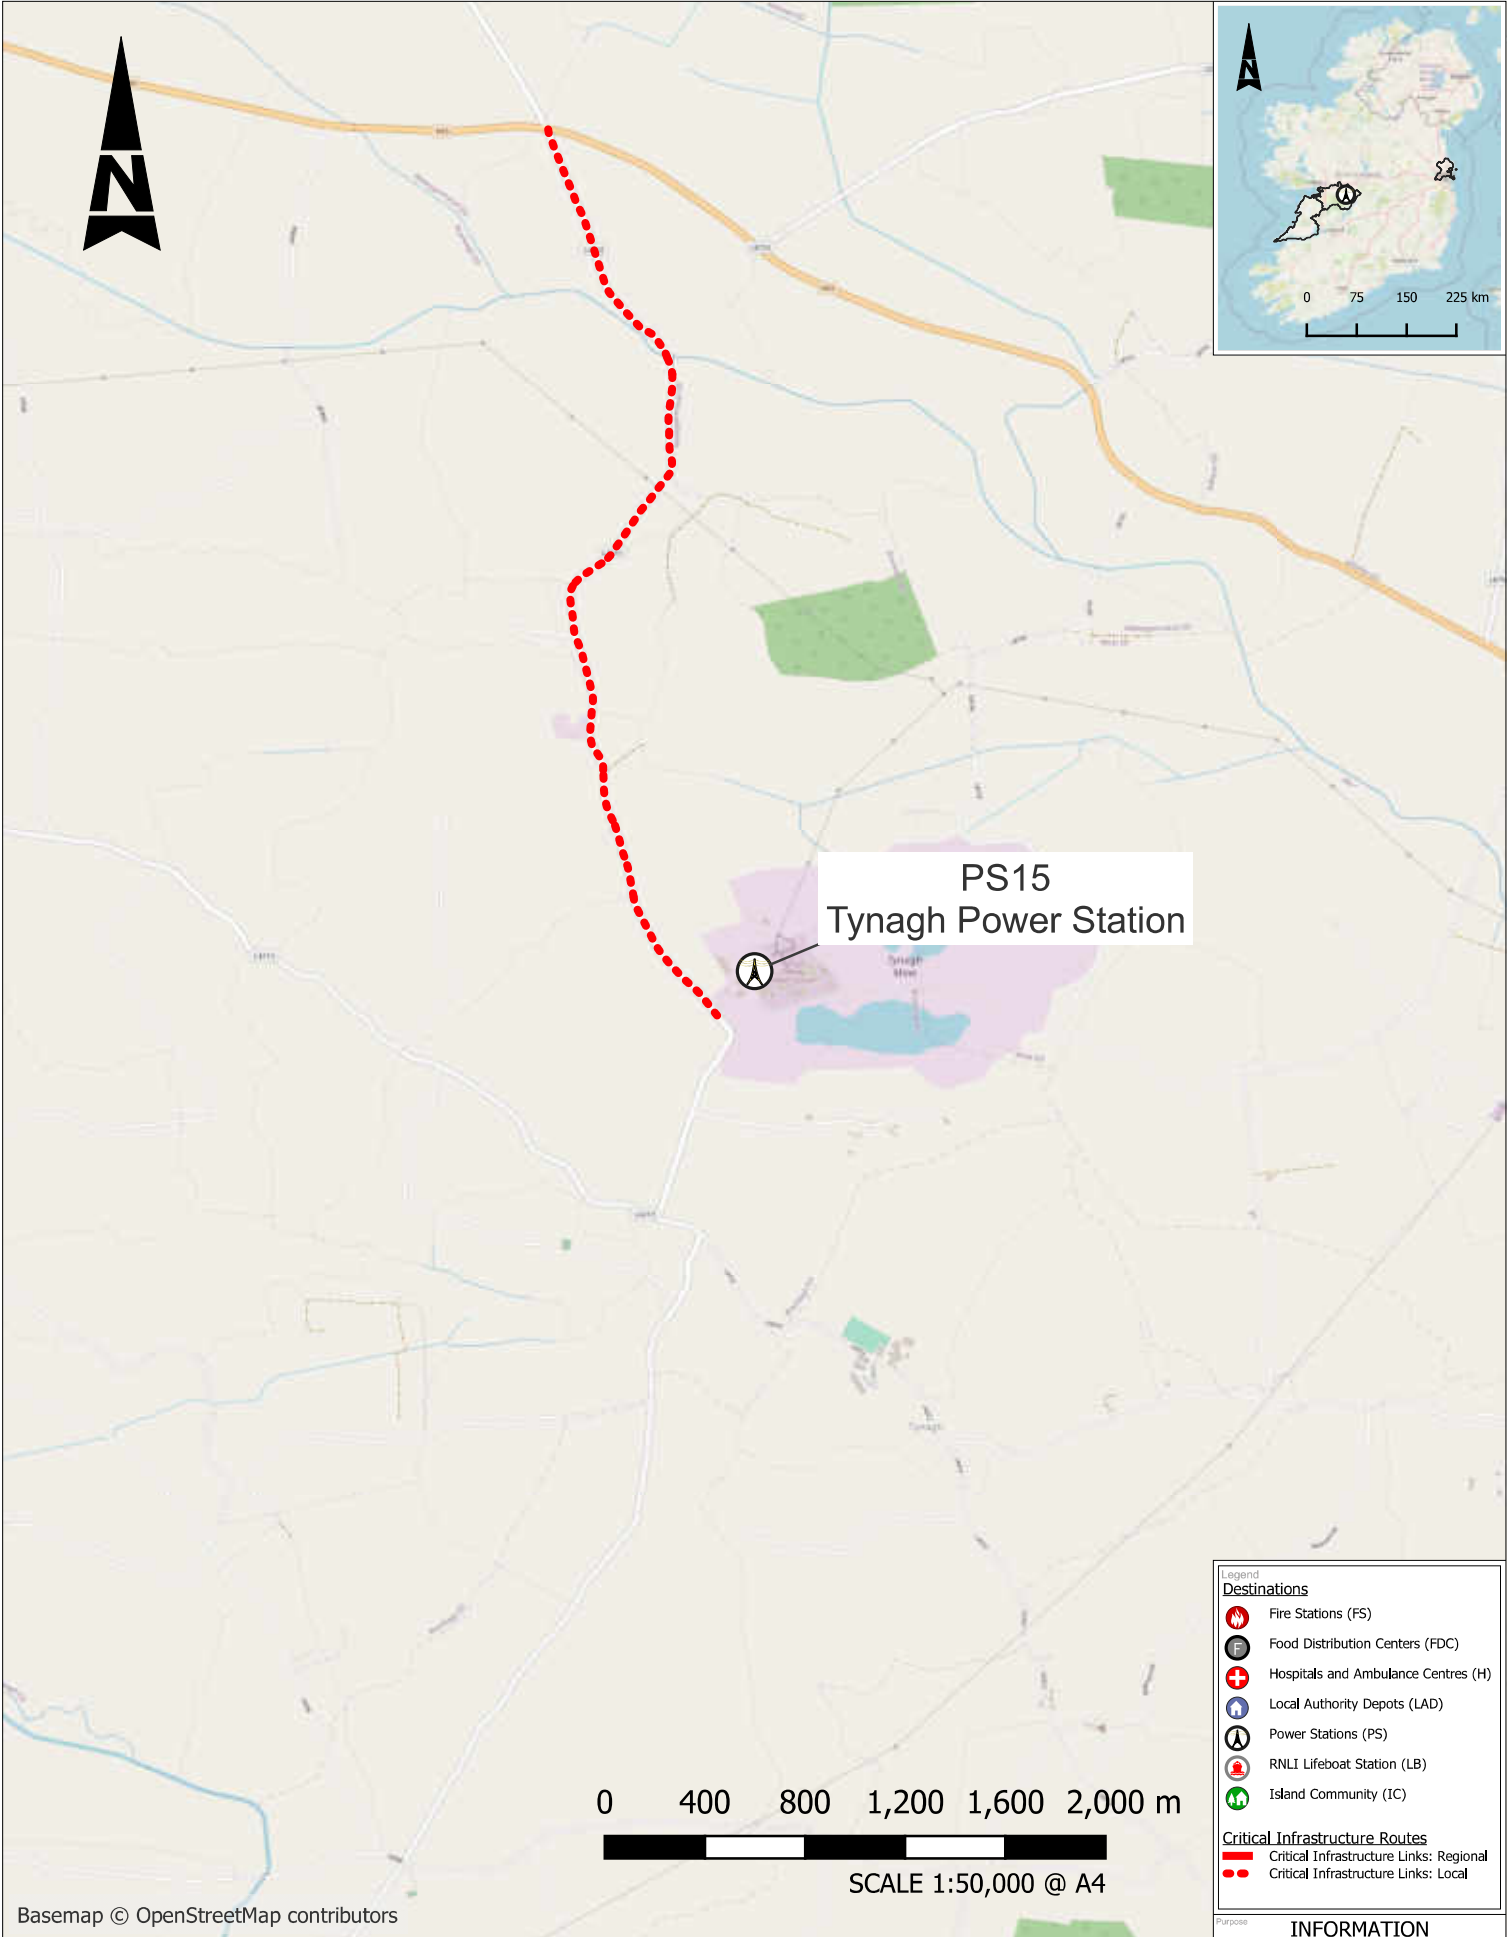 N
N
0 75 150 225 km
PS15
Tynagh Power Station
Tynagh
Mine
Tynagh
Legend
Destinations
Fire Stations (FS)
F
Food Distribution Centers (FDC)
Hospitals and Ambulance Centres (H)
Local Authority Depots (LAD)
Power Stations (PS)
RNLI Lifeboat Station (LB)
Island Community (IC)
Critical Infrastructure Routes
Critical Infrastructure Links: Regional
Critical Infrastructure Links: Local
0 400 800 1,200 1,600 2,000 m
SCALE 1:50,000 @ A4
Basemap © OpenStreetMap contributors
Purpose
INFORMATION